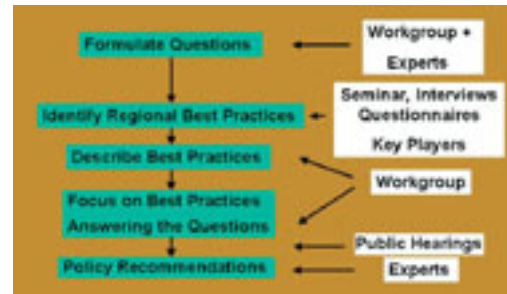 Formulate Questions
Workgroup +
Experts
Identify Regional Best Practices
Seminar, Interviews
Questionnaires
Key Players
Describe Best Practices
Workgroup
Focus on Best Practices
Answering the Questions
Public Hearings
Policy Recommendations
Experts